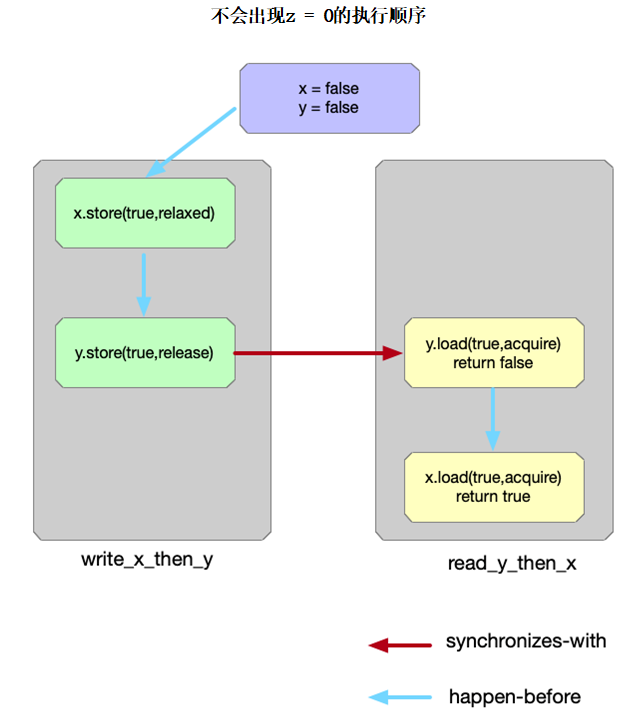 不会出现z = 0的执行顺序
x = false
y = false
x.store(true,relaxed)
y.store(true,release)
y.load(true,acquire)
return false
x.load(true,acquire)
return true
write_x_then_y
read_y_then_x
synchronizes-with
happen-before